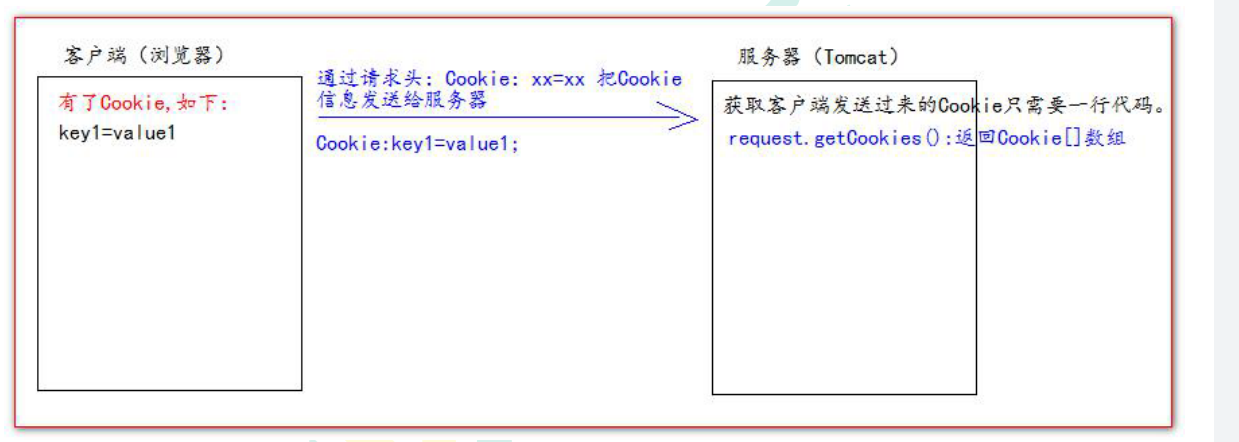 客户端（浏览器）
有了Cookie,如下：
key1=value1
通过请求头：Cookie: xx=xx 把Cookie
信息发送给服务器
Cookie:key1=value1;
服务器（Tomcat）
获取客户端发送过来的Cookie只需要一行代码。
request.getCookies():返回Cookie[]数组